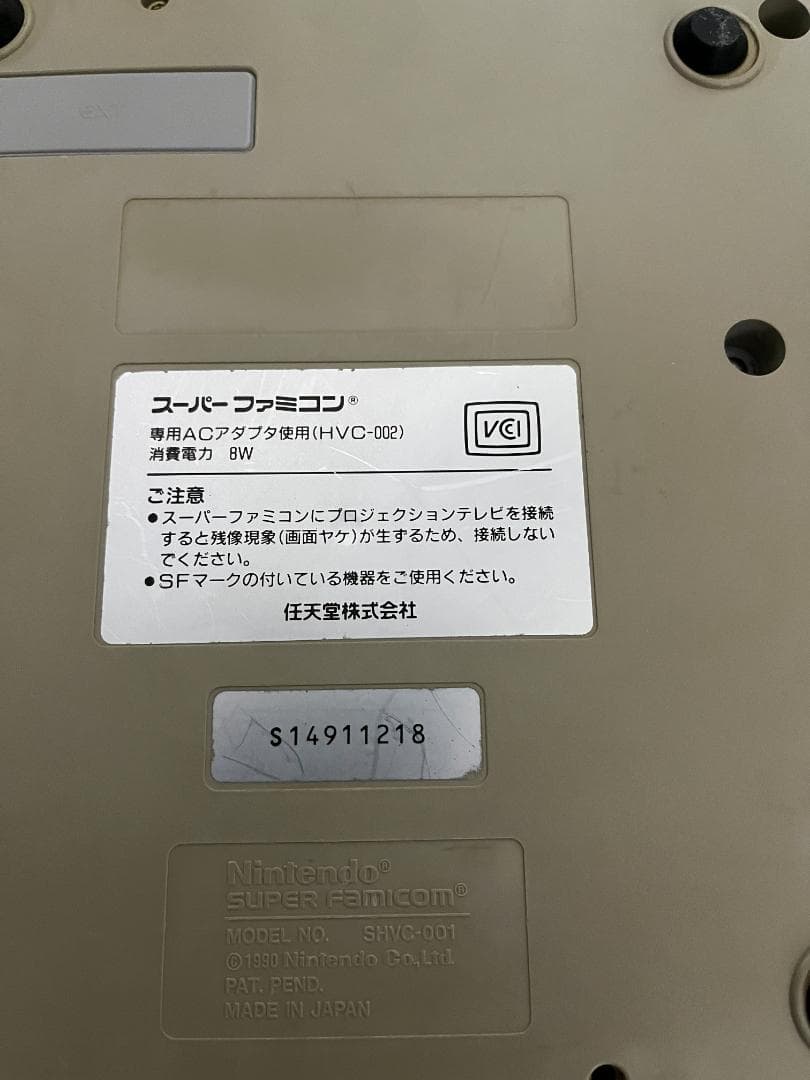 EXT
スーパーファミコン®
専用ACアダプタ使用(HVC-002)
消費電力 8W
VCI
ご注意
●スーパーファミコンにプロジェクションテレビを接続
すると残像現象(画面ヤケ)が生ずるため、接続しない
でください。
●SFマークの付いている機器をご使用ください。
任天堂株式会社
S14911218
Nintendo®
SUPER FAMICOM®
MODEL NO. SHVC-001
©1990 Nintendo Co.,Ltd.
PAT. PEND.
MADE IN JAPAN